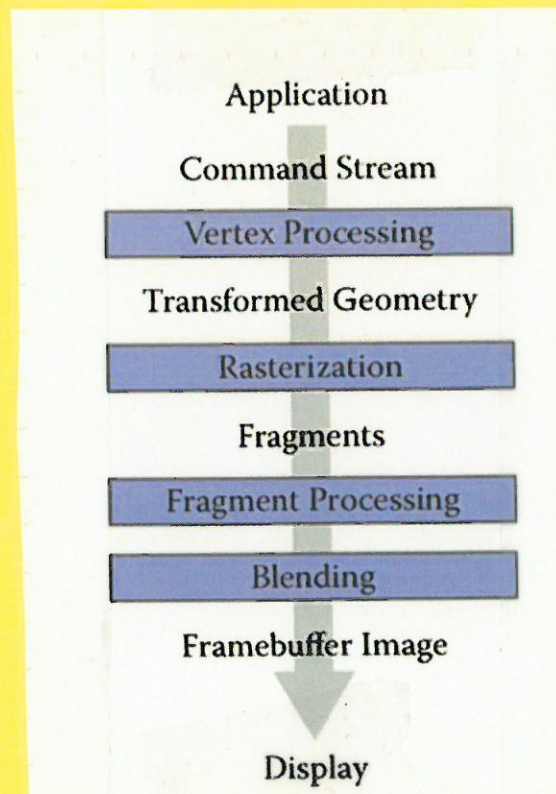 Application
Command Stream
Vertex Processing
Transformed Geometry
Rasterization
Fragments
Fragment Processing
Blending
Framebuffer Image
Display